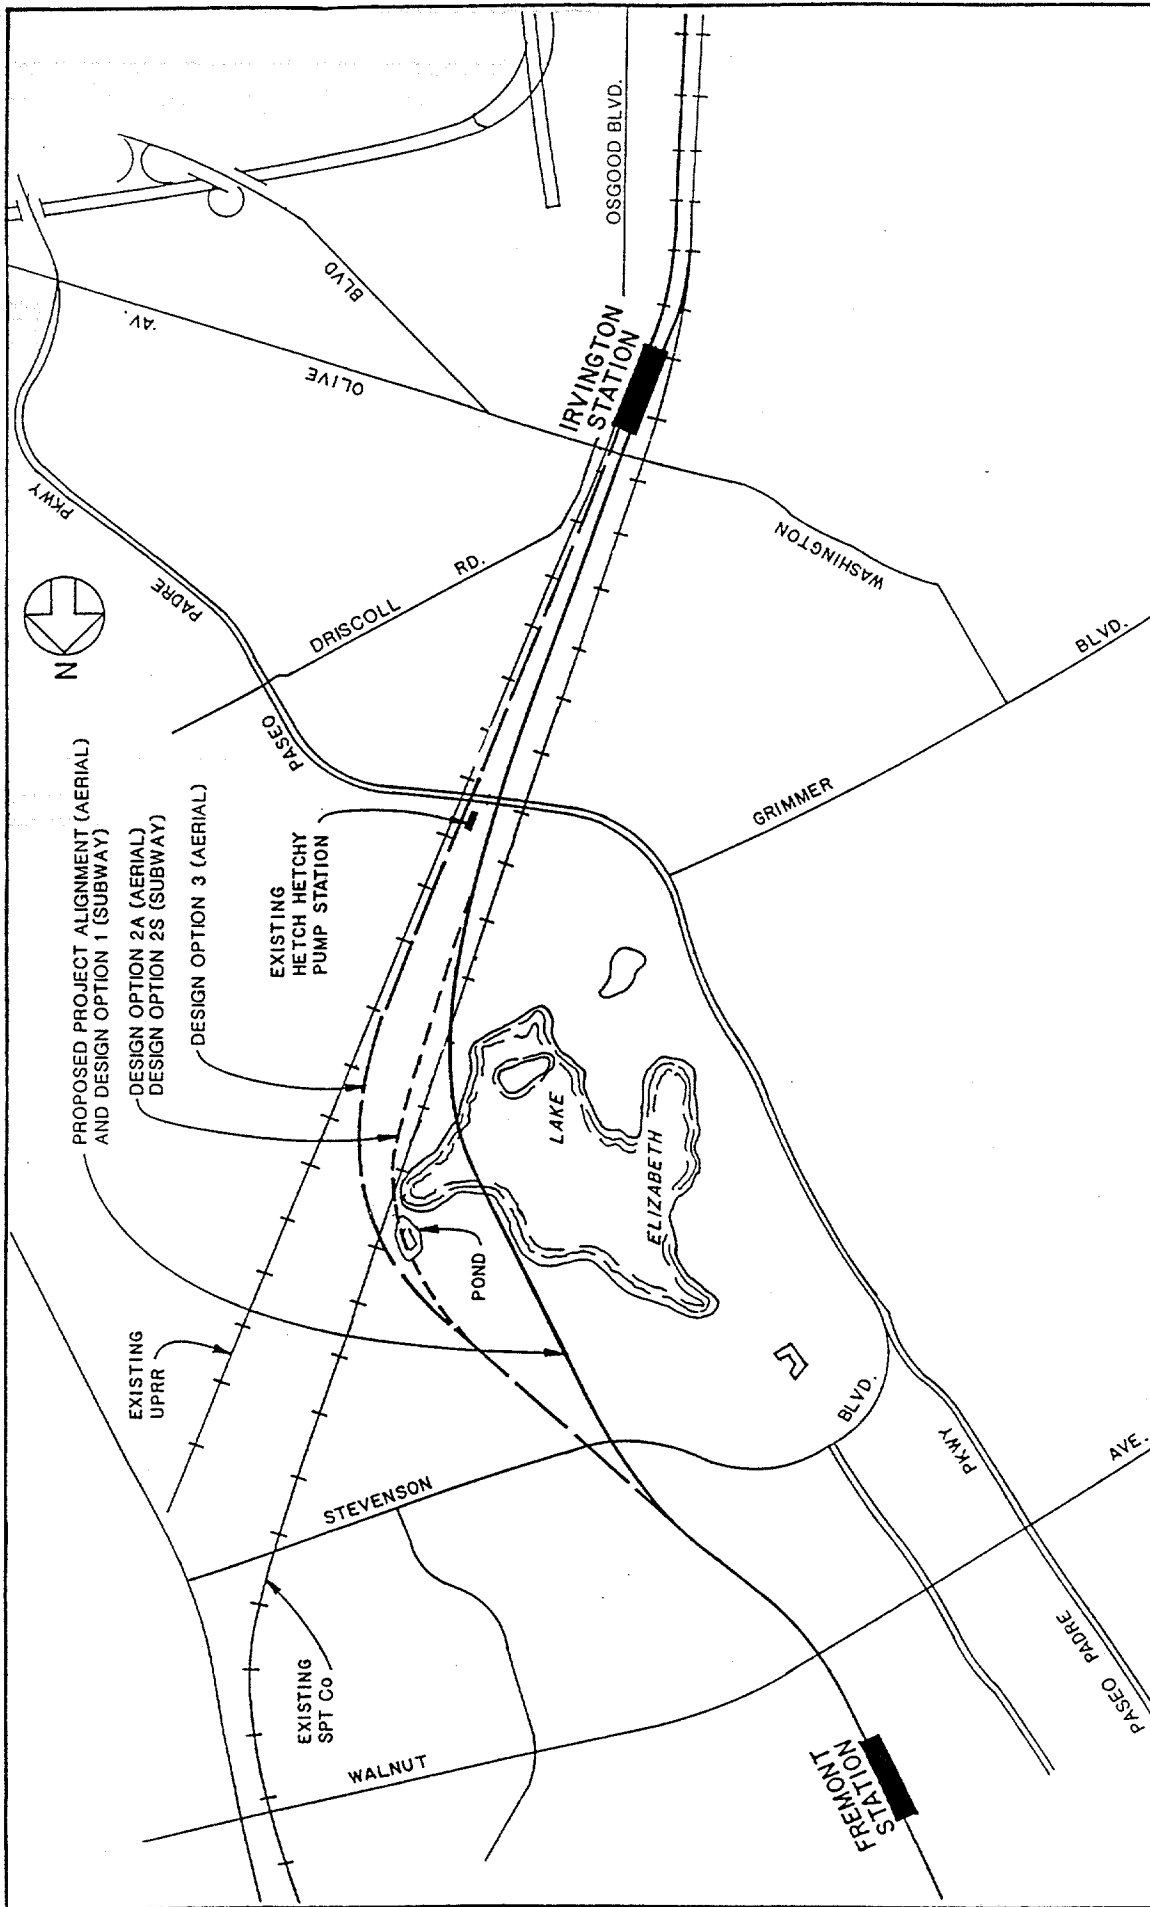 PROPOSED PROJECT ALIGNMENT (AERIAL)
AND DESIGN OPTION 1 (SUBWAY)
DESIGN OPTION 2A (AERIAL)
DESIGN OPTION 2S (SUBWAY)
DESIGN OPTION 3 (AERIAL)
EXISTING
HETCH HETCHY
PUMP STATION
N
EXISTING
UPRR
EXISTING
SPT Co
STEVENSON
BLVD.
WALNUT
AVE.
FREMONT
STATION
PASEO PADRE
PKWY
POND
LAKE
ELIZABETH
GRIMMER
BLVD.
WASHINGTON
BLVD
OLIVE
AV.
DRISCOLL
RD.
PASEO
PADRE
PKWY
IRVINGTON
STATION
OSGOOD BLVD.